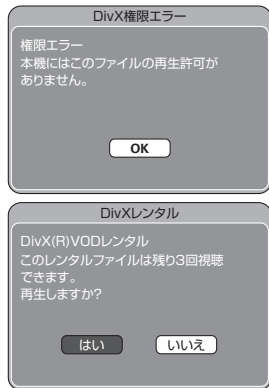 DivX権限エラー
権限エラー
本機にはこのファイルの再生許可が
ありません。
OK
DivXレンタル
DivX(R)VODレンタル
このレンタルファイルは残り3回視聴
できます。
再生しますか?
はい いいえ